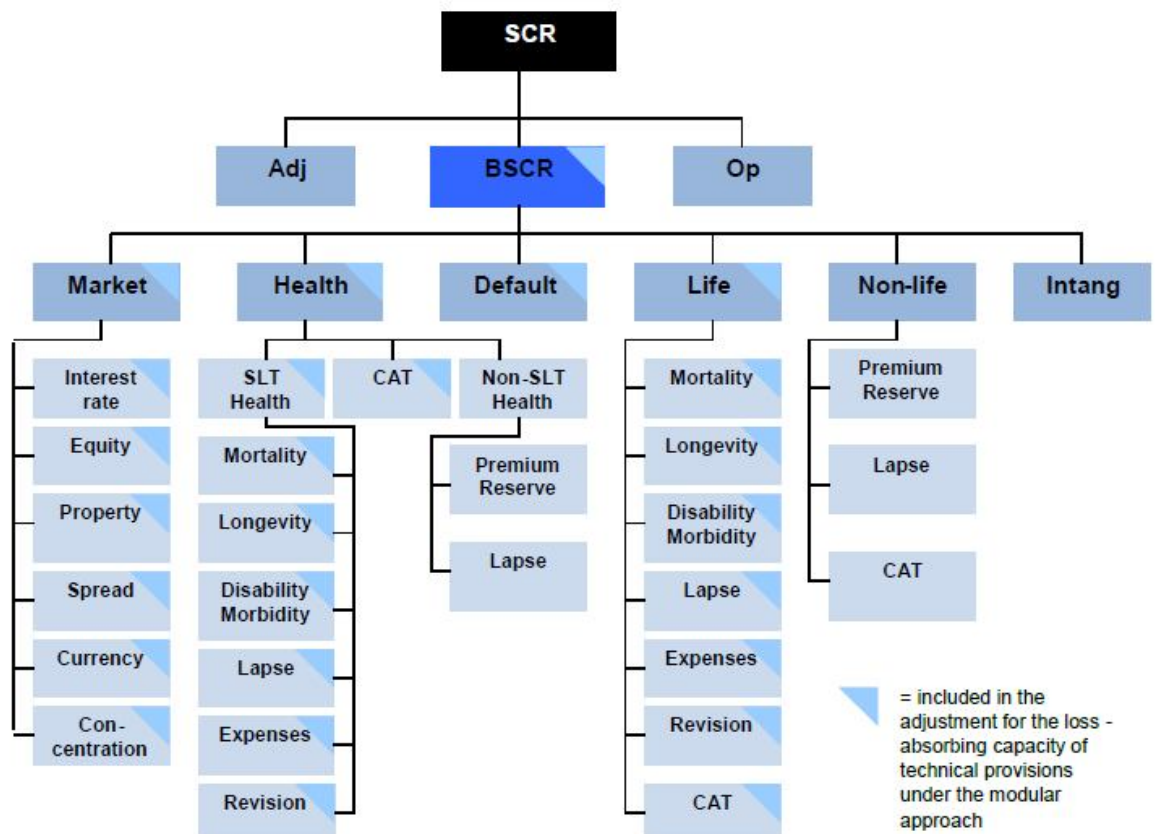 SCR
Adj
BSCR
Op
Market
Health
Default
Life
Non-life
Intang
Interest
rate
Equity
Property
Spread
Currency
Con-
centration
SLT
Health
CAT
Non-SLT
Health
Mortality
Longevity
Disability
Morbidity
Lapse
Expenses
Revision
Premium
Reserve
Lapse
Mortality
Longevity
Disability
Morbidity
Lapse
Expenses
Revision
CAT
Premium
Reserve
Lapse
CAT
= included in the
adjustment for the loss -
absorbing capacity of
technical provisions
under the modular
approach